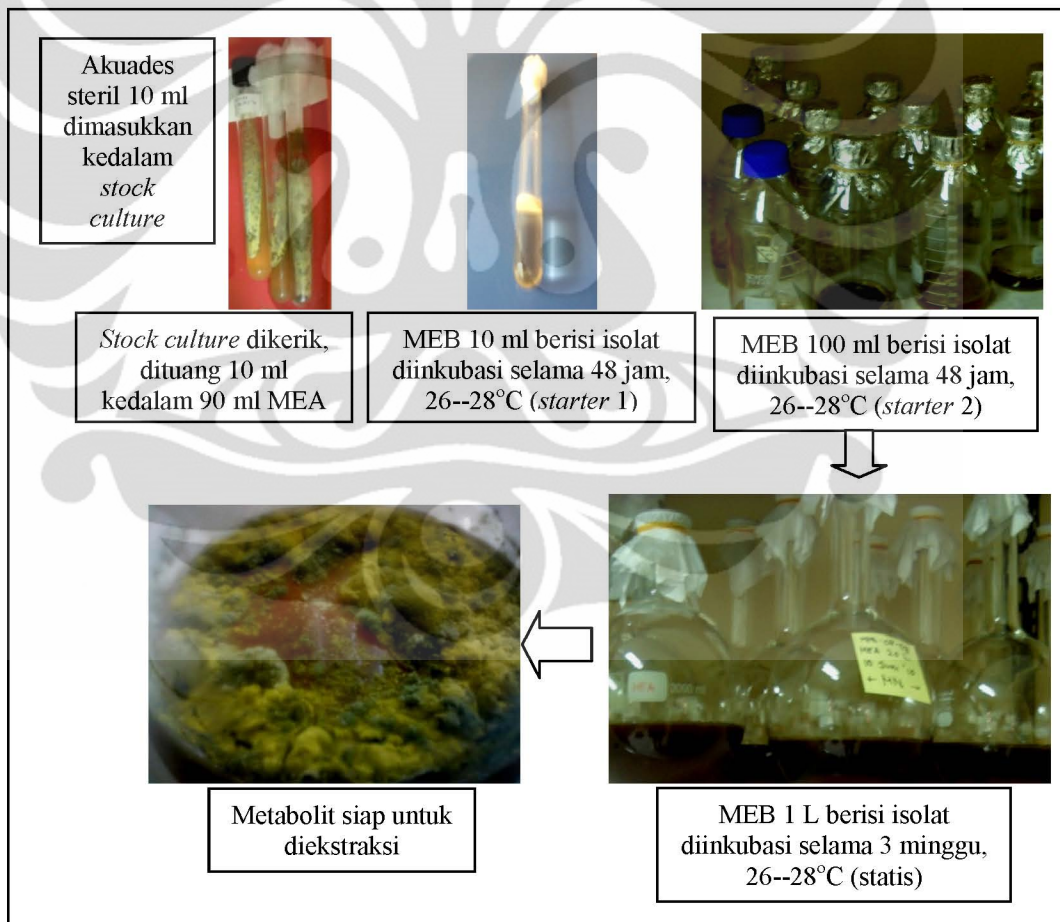 Akuades
steril 10 ml
dimasukkan
kedalam
stock
culture
Stock culture dikerik,
dituang 10 ml
kedalam 90 ml MEA
MEB 10 ml berisi isolat
diinkubasi selama 48 jam,
26--28°C (starter 1)
MEB 100 ml berisi isolat
diinkubasi selama 48 jam,
26--28°C (starter 2)
MEB 1 L berisi isolat
diinkubasi selama 3 minggu,
26--28°C (statis)
Metabolit siap untuk
diekstraksi